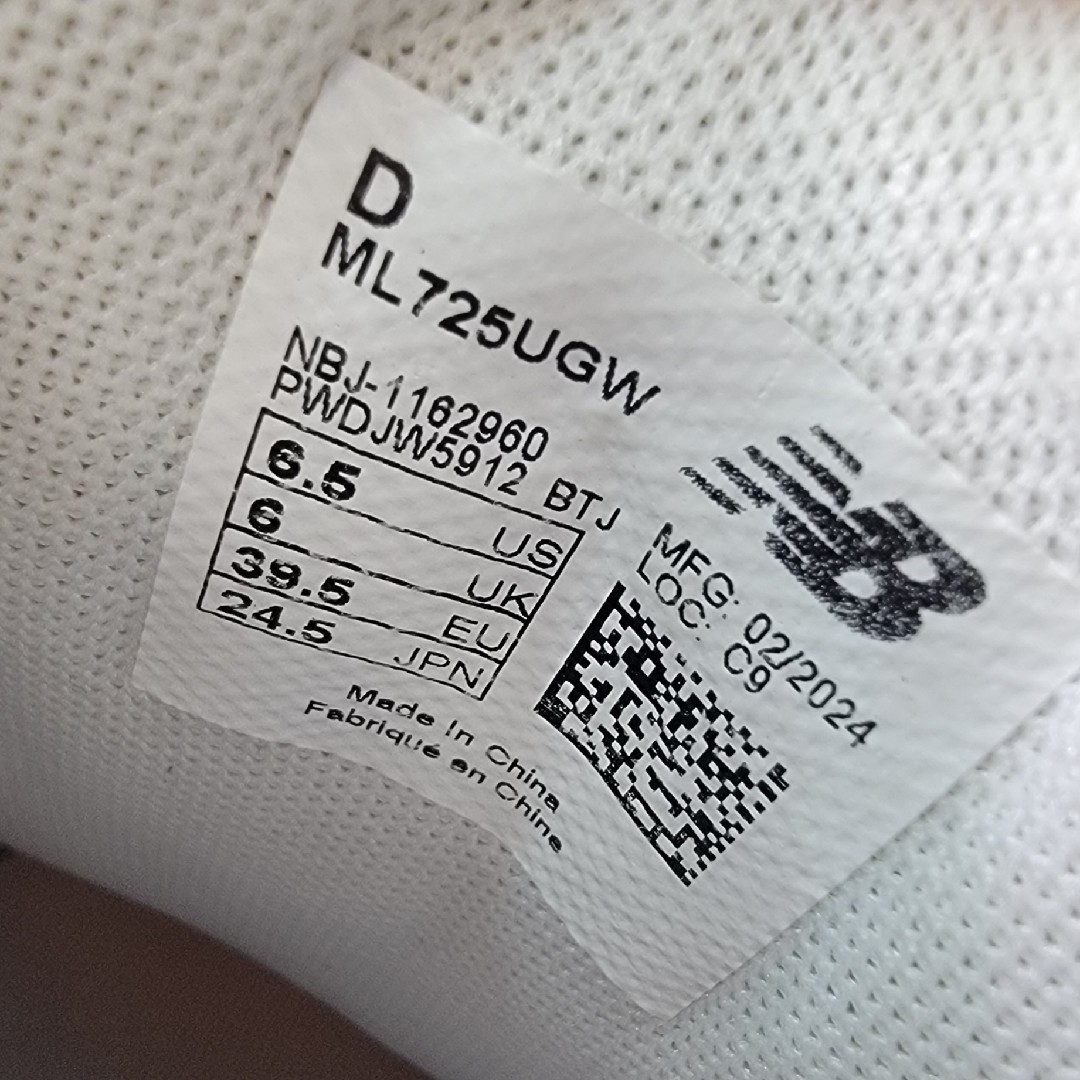 D
ML725UGW
NBJ-1162960
PWDJW5912 BTJ
6.5 US
6 UK
39.5 EU
24.5 JPN
Made In China
Fabriqué en Chine
NB
MFG: 02/2024
LOC: C9